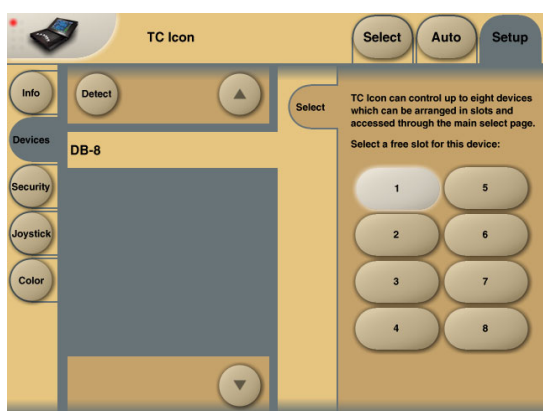 TC Icon
Select
Auto
Setup
Info
Devices
Security
Joystick
Color
Detect
DB-8
Select
TC Icon can control up to eight devices
which can be arranged in slots and
accessed through the main select page.
Select a free slot for this device:
1
5
2
6
3
7
4
8